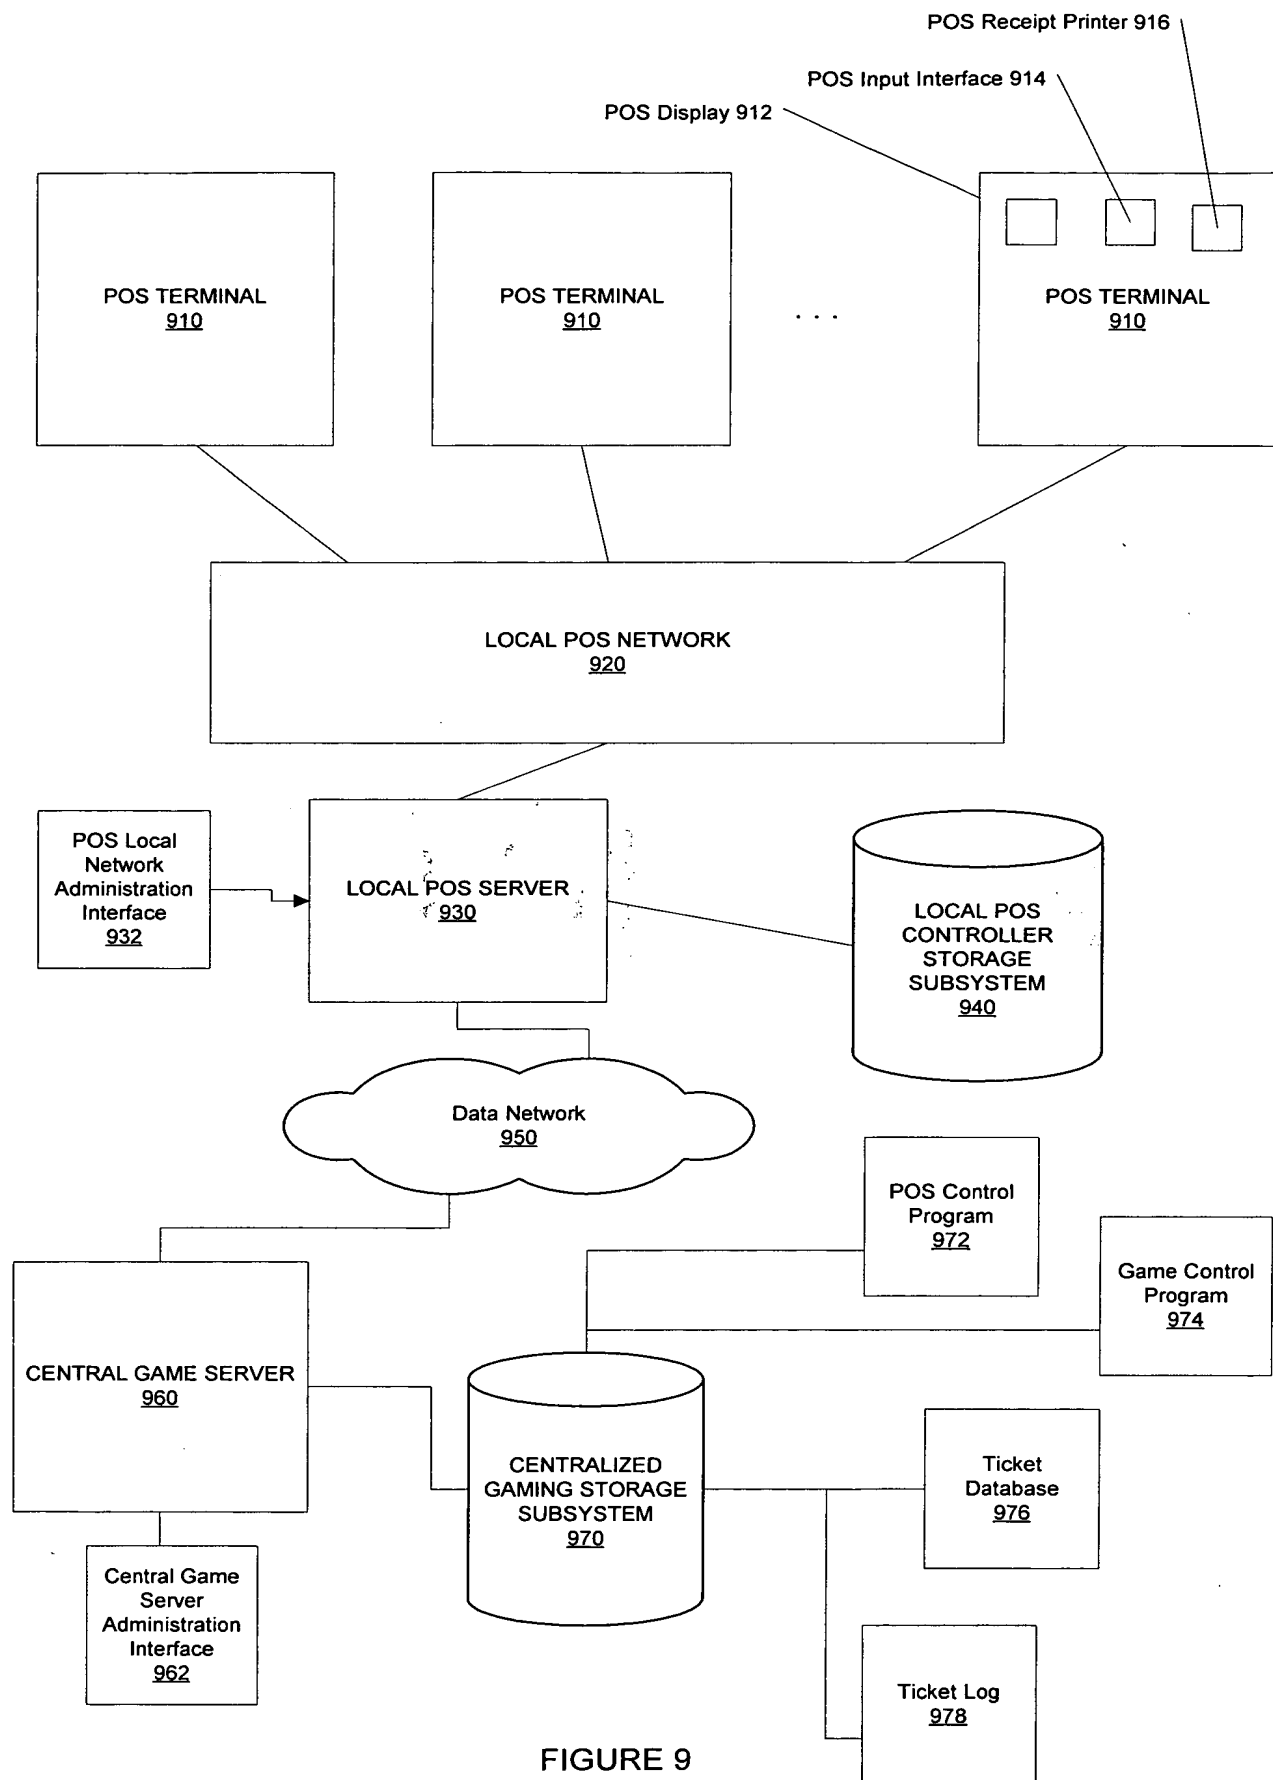 POS Receipt Printer 916
POS Input Interface 914
POS Display 912
POS TERMINAL
910
POS TERMINAL
910
. . .
POS TERMINAL
910
LOCAL POS NETWORK
920
POS Local
Network
Administration
Interface
932
LOCAL POS SERVER
930
LOCAL POS
CONTROLLER
STORAGE
SUBSYSTEM
940
Data Network
950
POS Control
Program
972
Game Control
Program
974
CENTRAL GAME SERVER
960
CENTRALIZED
GAMING STORAGE
SUBSYSTEM
970
Ticket
Database
976
Central Game
Server
Administration
Interface
962
Ticket Log
978
FIGURE 9